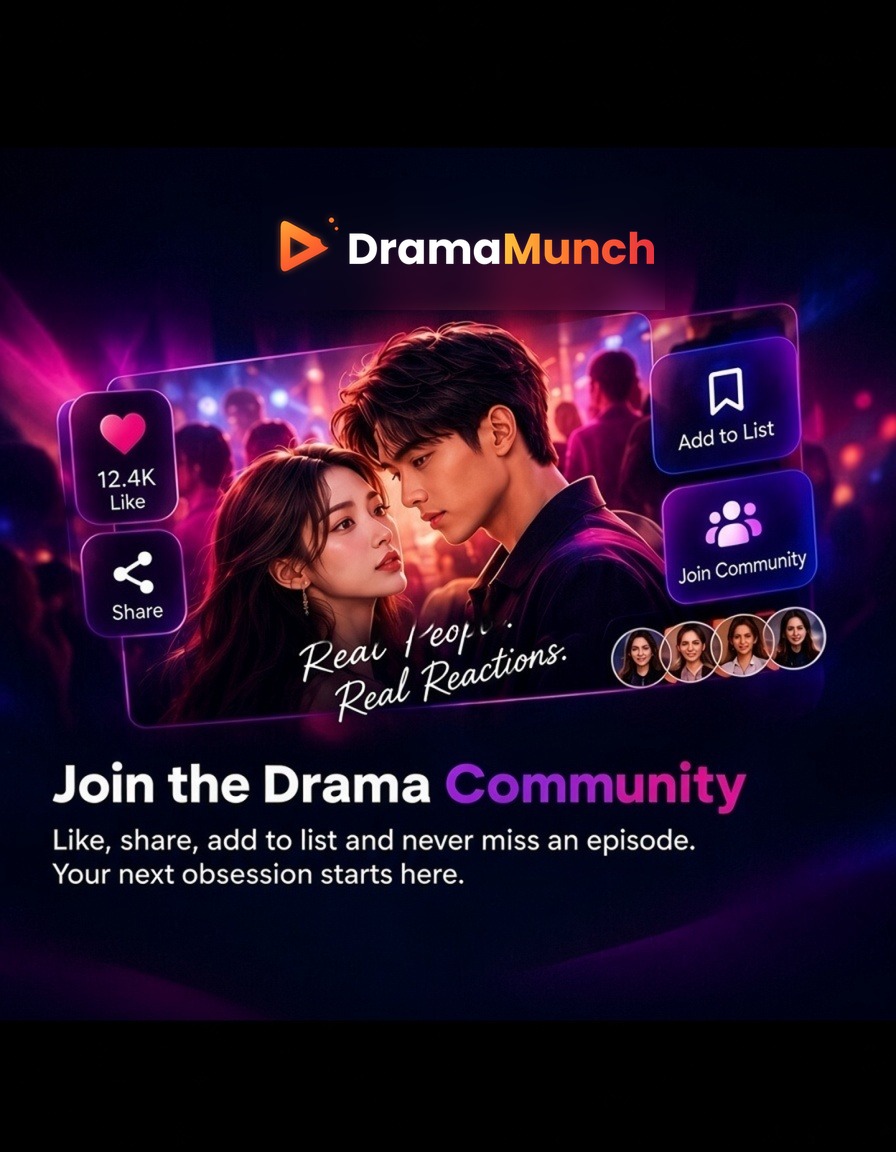 DramaMunch
12.4K
Like
Share
Add to List
Join Community
Real
Real Reactions.
Join the Drama Community
Like, share, add to list and never miss an episode.
Your next obsession starts here.